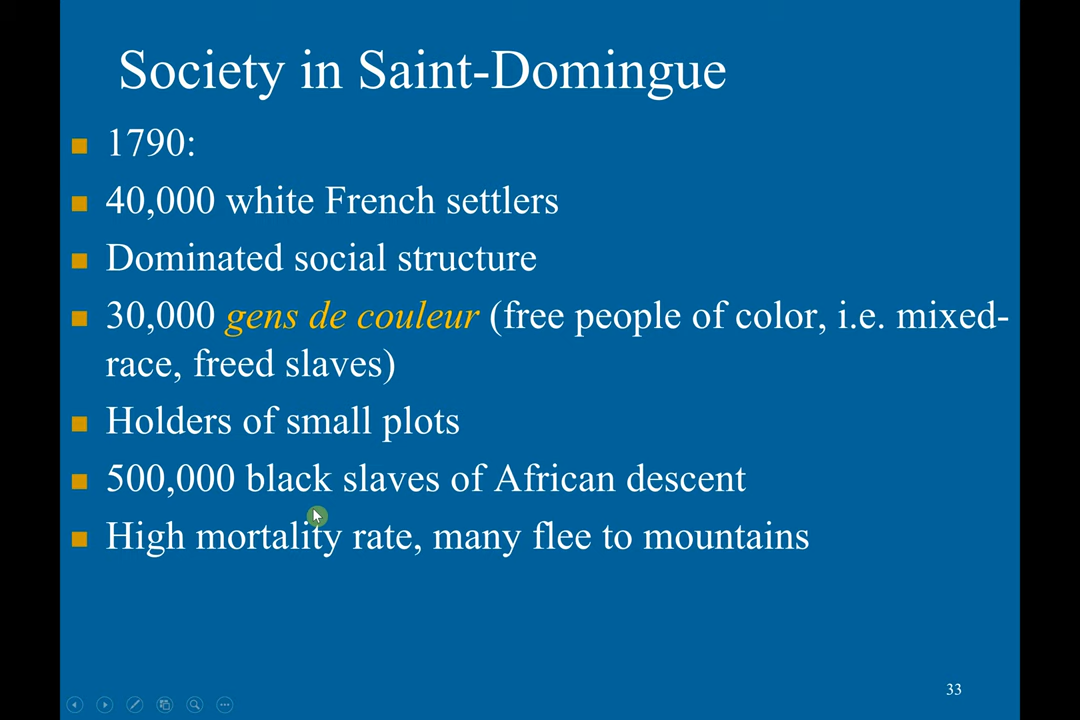 Society in Saint-Domingue
1790:
40,000 white French settlers
Dominated social structure
30,000 gens de couleur (free people of color, i.e. mixed-
race, freed slaves)
Holders of small plots
500,000 black slaves of African descent
High mortality rate, many flee to mountains
33